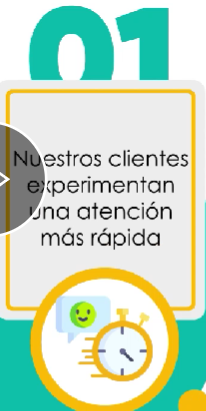 01
Nuestros clientes
experimentan
una atención
más rápida